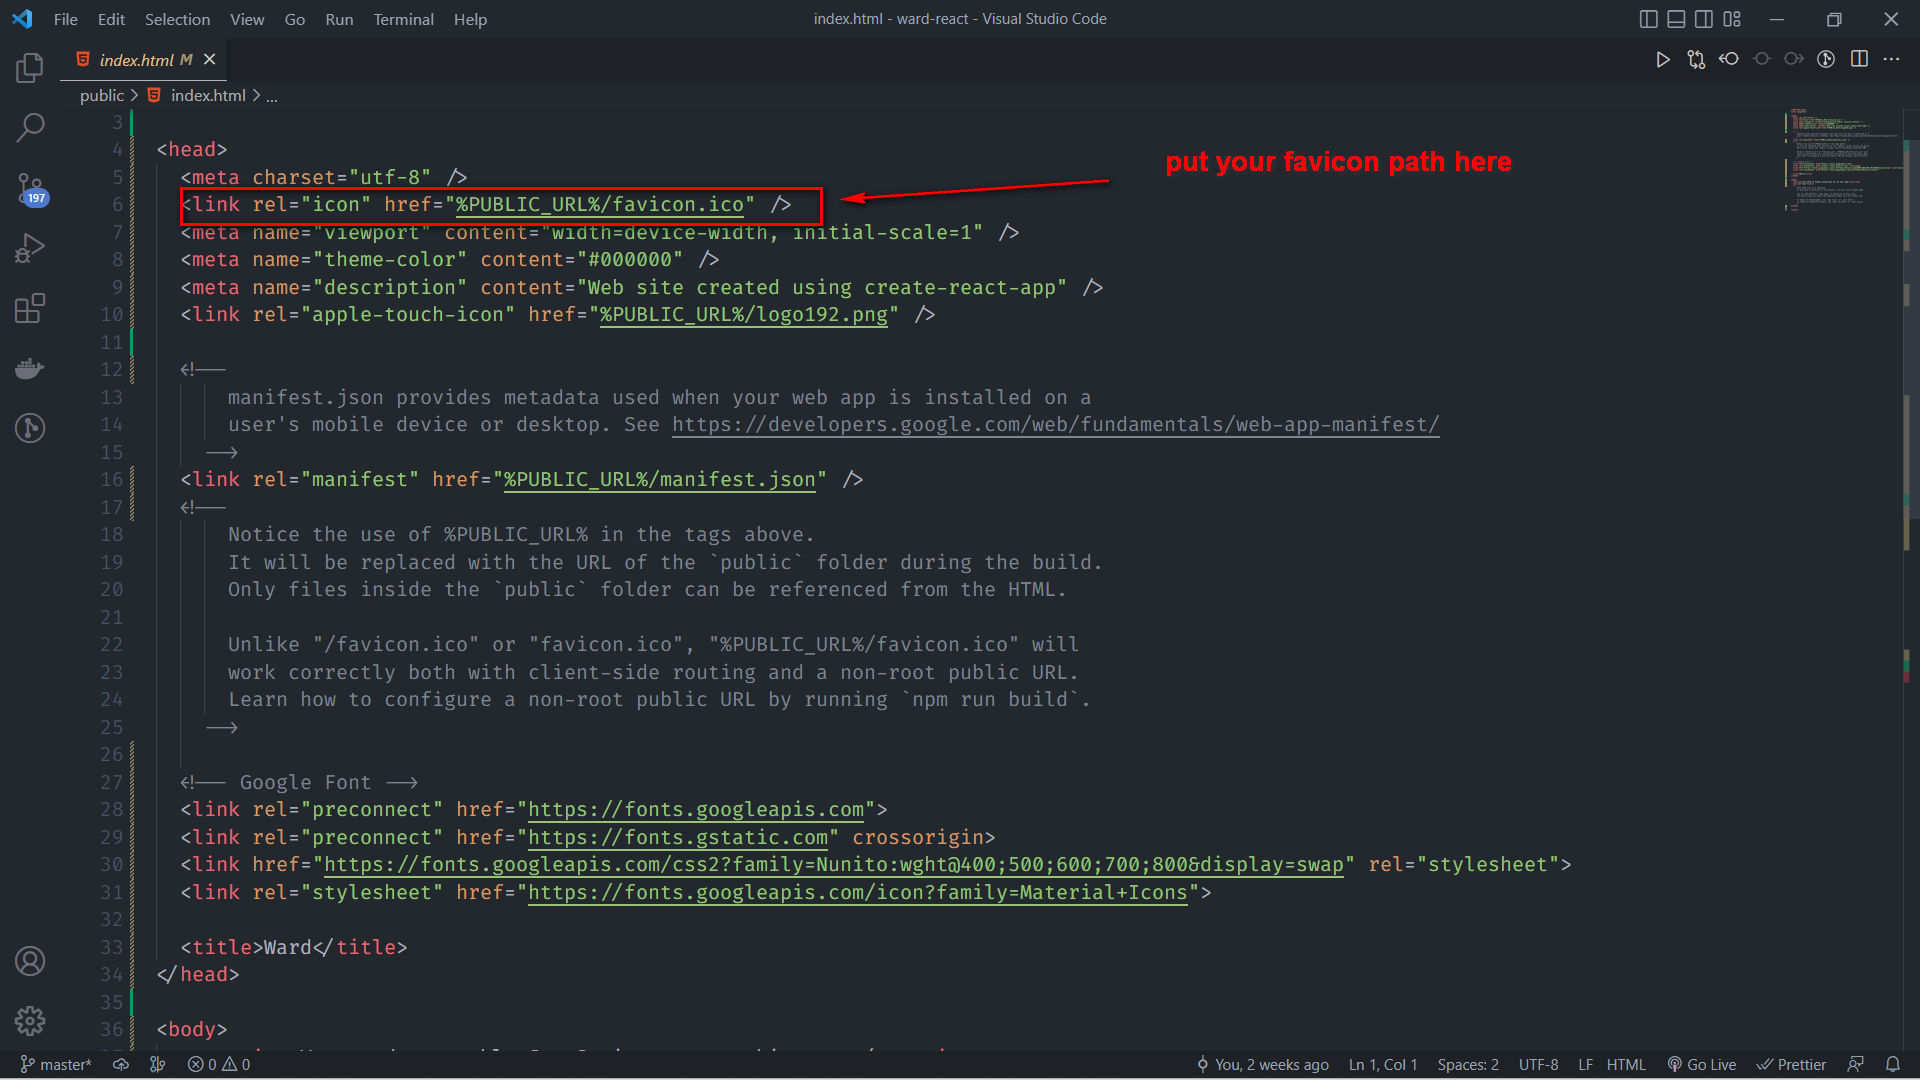 File Edit Selection View Go Run Terminal Help
index.html - ward-react - Visual Studio Code
index.html M
public > index.html > ...
put your favicon path here
197
3
4 <head>
5 <meta charset="utf-8" />
6 <link rel="icon" href="%PUBLIC_URL%/favicon.ico" />
7 <meta name="viewport" content="width=device-width, initial-scale=1" />
8 <meta name="theme-color" content="#000000" />
9 <meta name="description" content="Web site created using create-react-app" />
10 <link rel="apple-touch-icon" href="%PUBLIC_URL%/logo192.png" />
11
12 <!--
13 manifest.json provides metadata used when your web app is installed on a
14 user's mobile device or desktop. See https://developers.google.com/web/fundamentals/web-app-manifest/
15 -->
16 <link rel="manifest" href="%PUBLIC_URL%/manifest.json" />
17 <!--
18 Notice the use of %PUBLIC_URL% in the tags above.
19 It will be replaced with the URL of the `public` folder during the build.
20 Only files inside the `public` folder can be referenced from the HTML.
21
22 Unlike "/favicon.ico" or "favicon.ico", "%PUBLIC_URL%/favicon.ico" will
23 work correctly both with client-side routing and a non-root public URL.
24 Learn how to configure a non-root public URL by running `npm run build`.
25 -->
26
27 <!-- Google Font -->
28 <link rel="preconnect" href="https://fonts.googleapis.com">
29 <link rel="preconnect" href="https://fonts.gstatic.com" crossorigin>
30 <link href="https://fonts.googleapis.com/css2?family=Nunito:wght@400;500;600;700;800&display=swap" rel="stylesheet">
31 <link rel="stylesheet" href="https://fonts.googleapis.com/icon?family=Material+Icons">
32
33 <title>Ward</title>
34 </head>
35
36 <body>
master* 0 0 You, 2 weeks ago Ln 1, Col 1 Spaces: 2 UTF-8 LF HTML Go Live Prettier